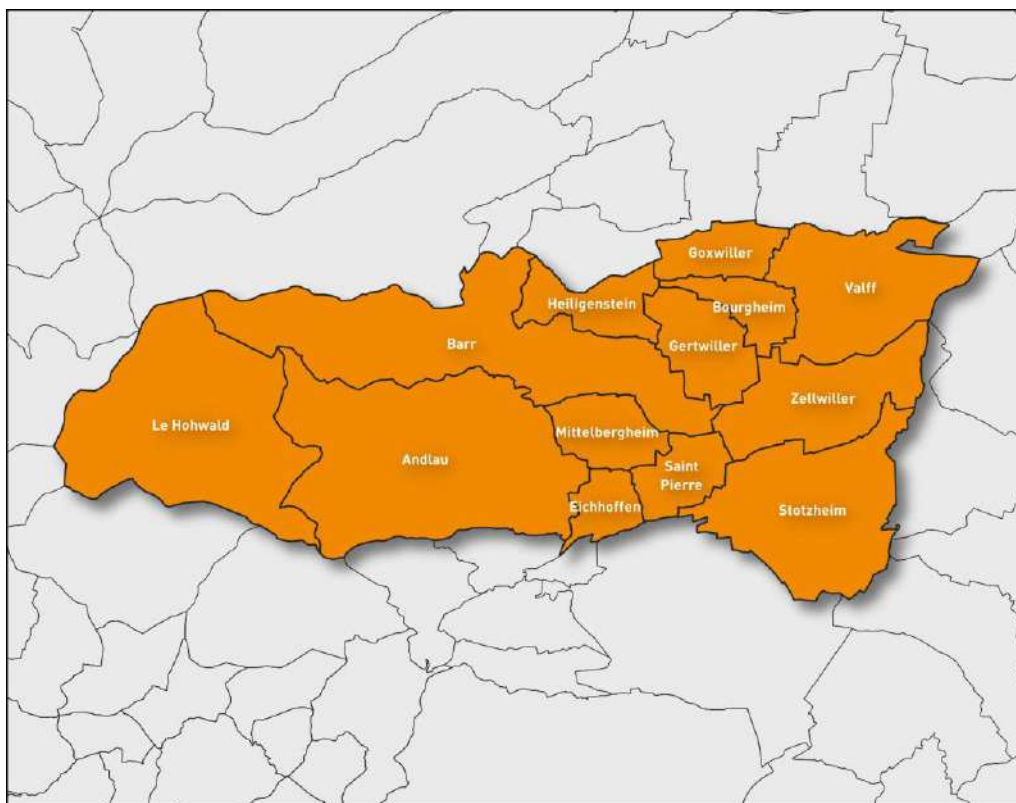 Goxwiller
Valff
Heiligenstein
Bourgheim
Barr
Gertwiller
Zellwiller
Le Hohwald
Mittelbergheim
Andlau
Saint
Pierre
Eichhoffen
Stotzheim